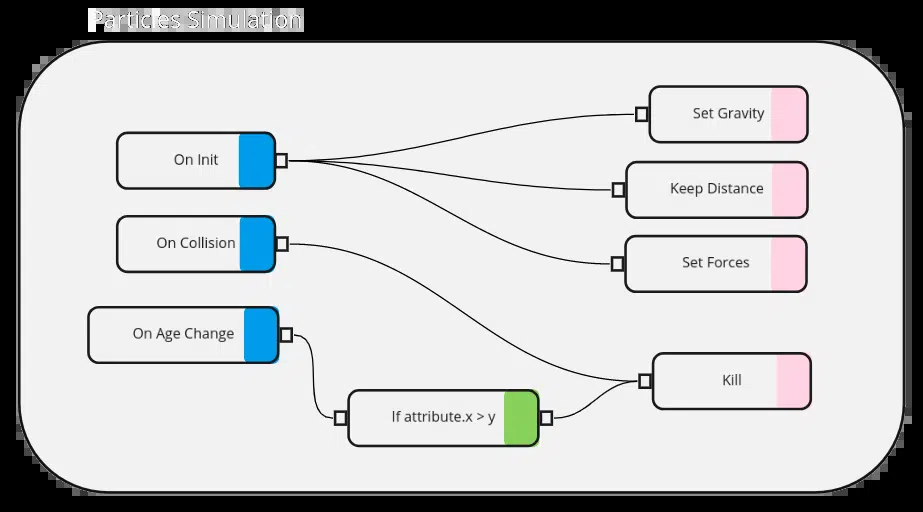 Particles Simulation
On Init
On Collision
On Age Change
If attribute.x > y
Set Gravity
Keep Distance
Set Forces
Kill